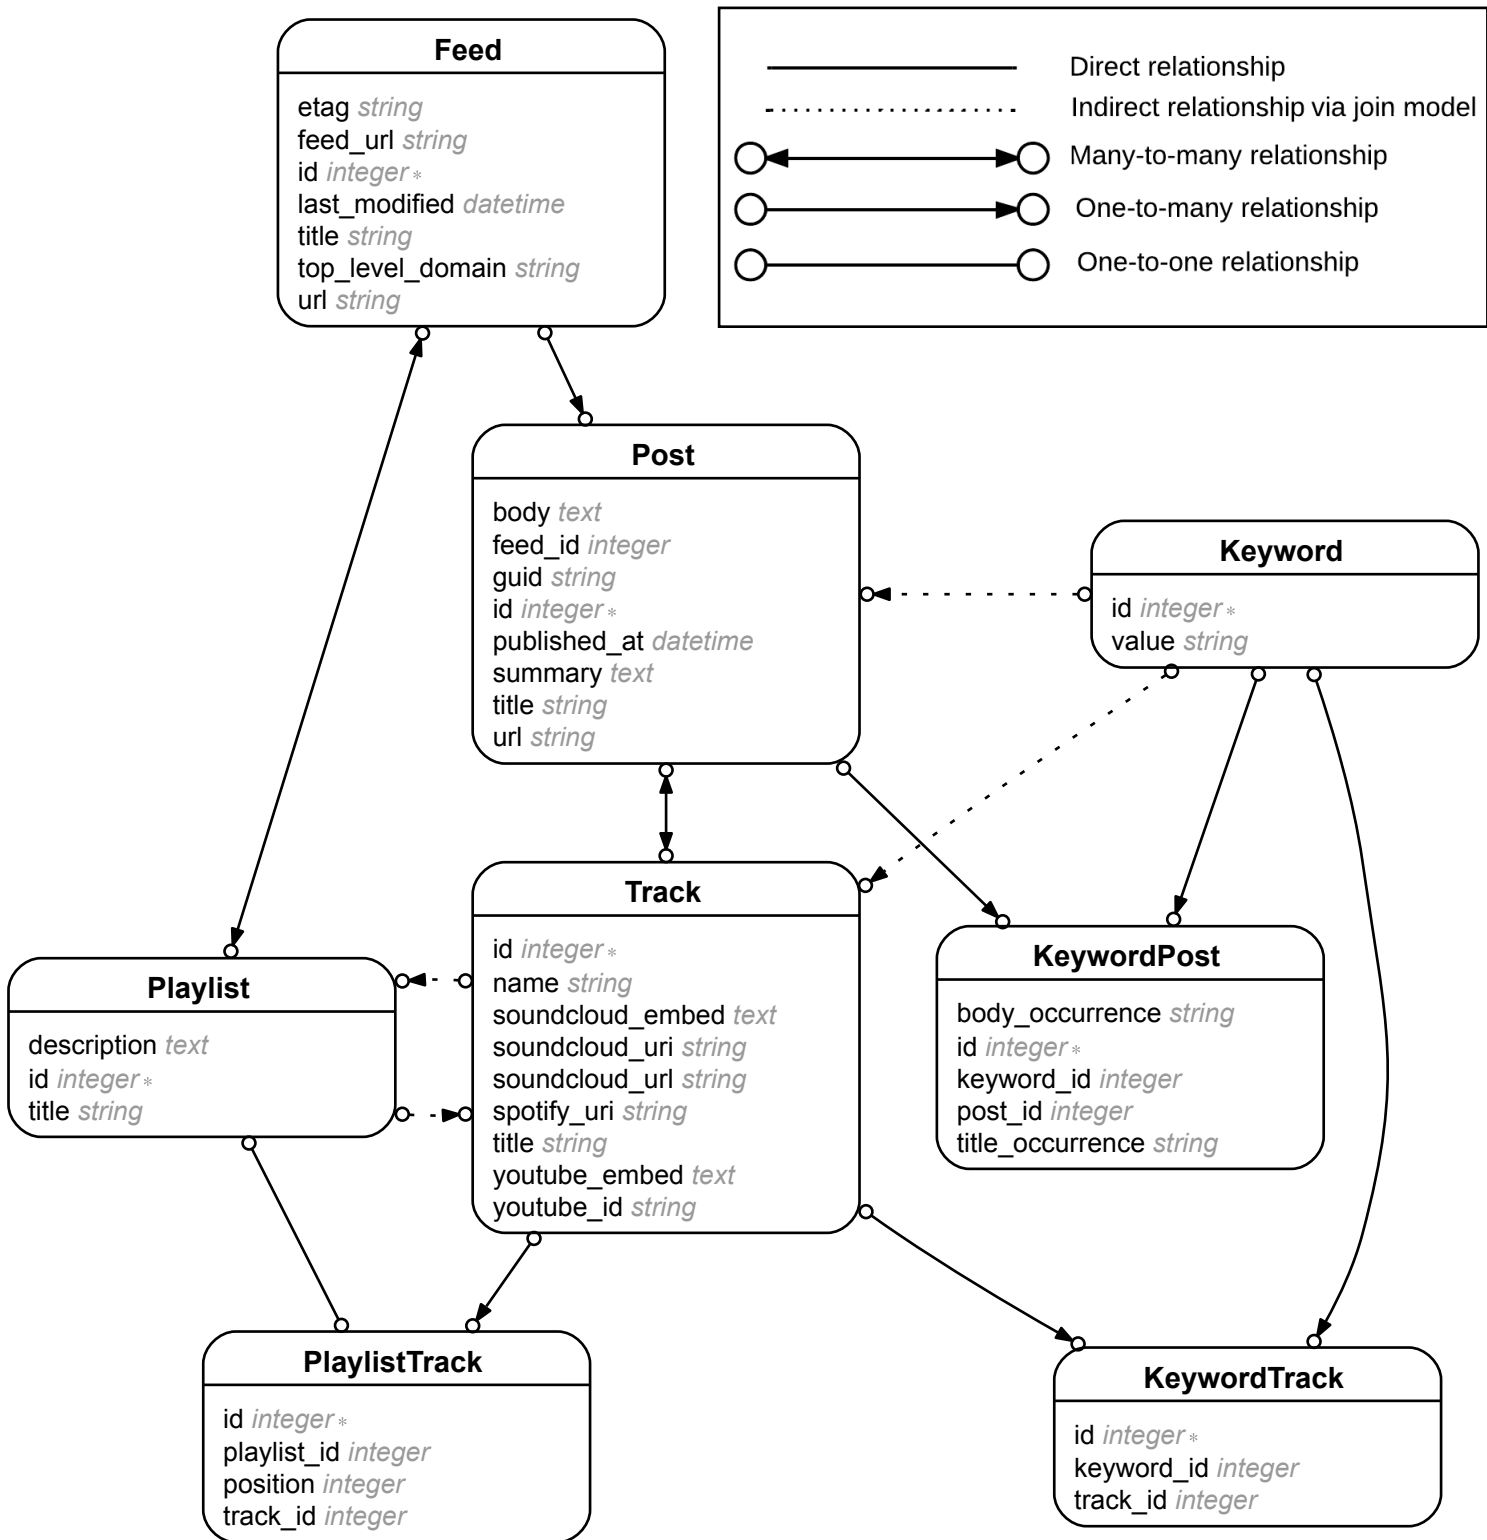 Feed
etag string
feed_url string
id integer *
last_modified datetime
title string
top_level_domain string
url string
Direct relationship
Indirect relationship via join model
Many-to-many relationship
One-to-many relationship
One-to-one relationship
Post
body text
feed_id integer
guid string
id integer *
published_at datetime
summary text
title string
url string
Keyword
id integer *
value string
Track
id integer *
name string
soundcloud_embed text
soundcloud_uri string
soundcloud_url string
spotify_uri string
title string
youtube_embed text
youtube_id string
KeywordPost
body_occurrence string
id integer *
keyword_id integer
post_id integer
title_occurrence string
Playlist
description text
id integer *
title string
PlaylistTrack
id integer *
playlist_id integer
position integer
track_id integer
KeywordTrack
id integer *
keyword_id integer
track_id integer